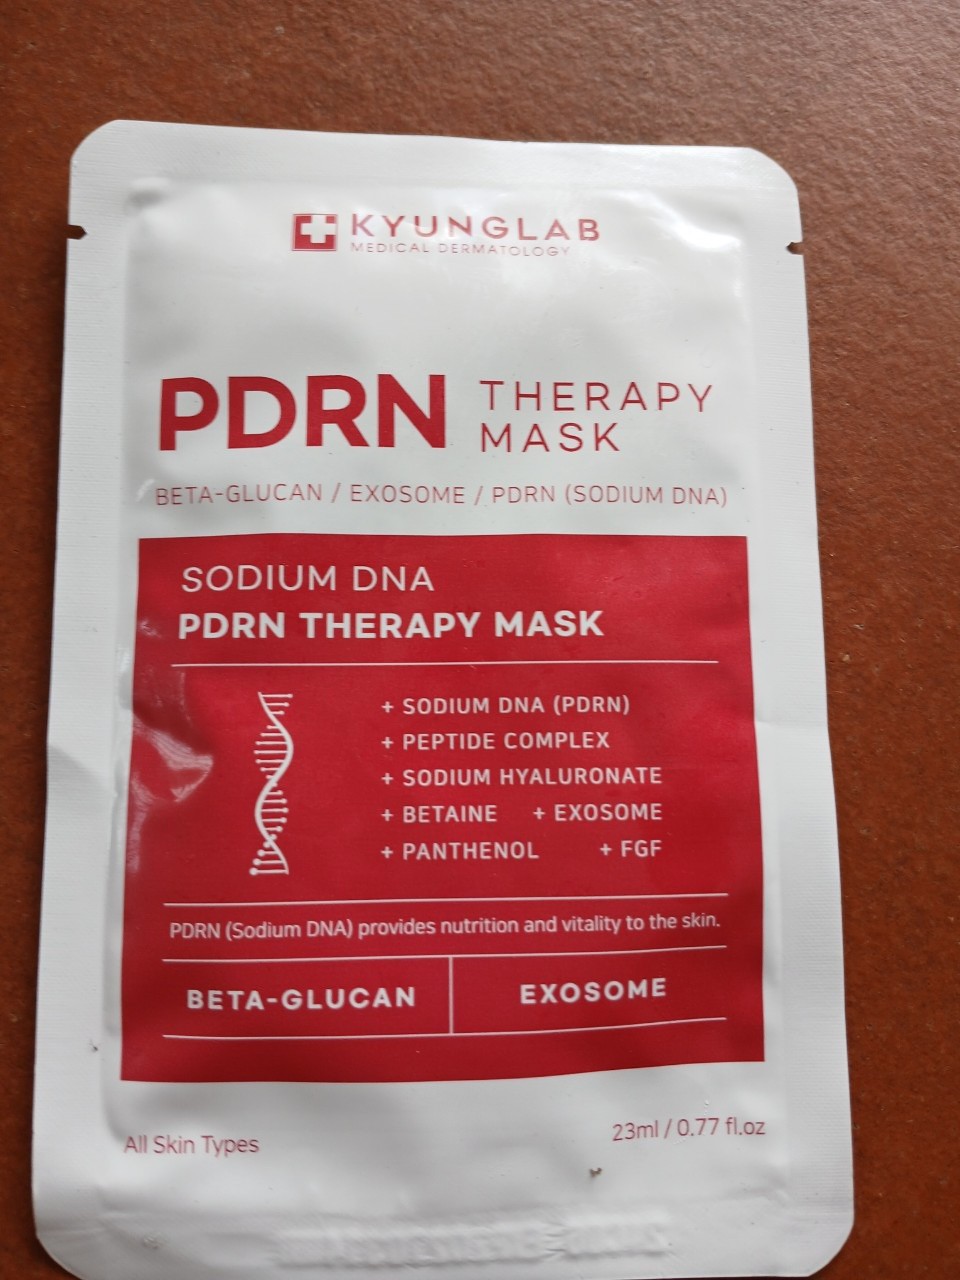 KYUNGLAB
MEDICAL DERMATOLOGY
PDRN THERAPY
MASK
BETA-GLUCAN / EXOSOME / PDRN (SODIUM DNA)
SODIUM DNA
PDRN THERAPY MASK
+ SODIUM DNA (PDRN)
+ PEPTIDE COMPLEX
+ SODIUM HYALURONATE
+ BETAINE + EXOSOME
+ PANTHENOL + FGF
PDRN (Sodium DNA) provides nutrition and vitality to the skin.
BETA-GLUCAN EXOSOME
All Skin Types 23ml / 0.77 fl.oz